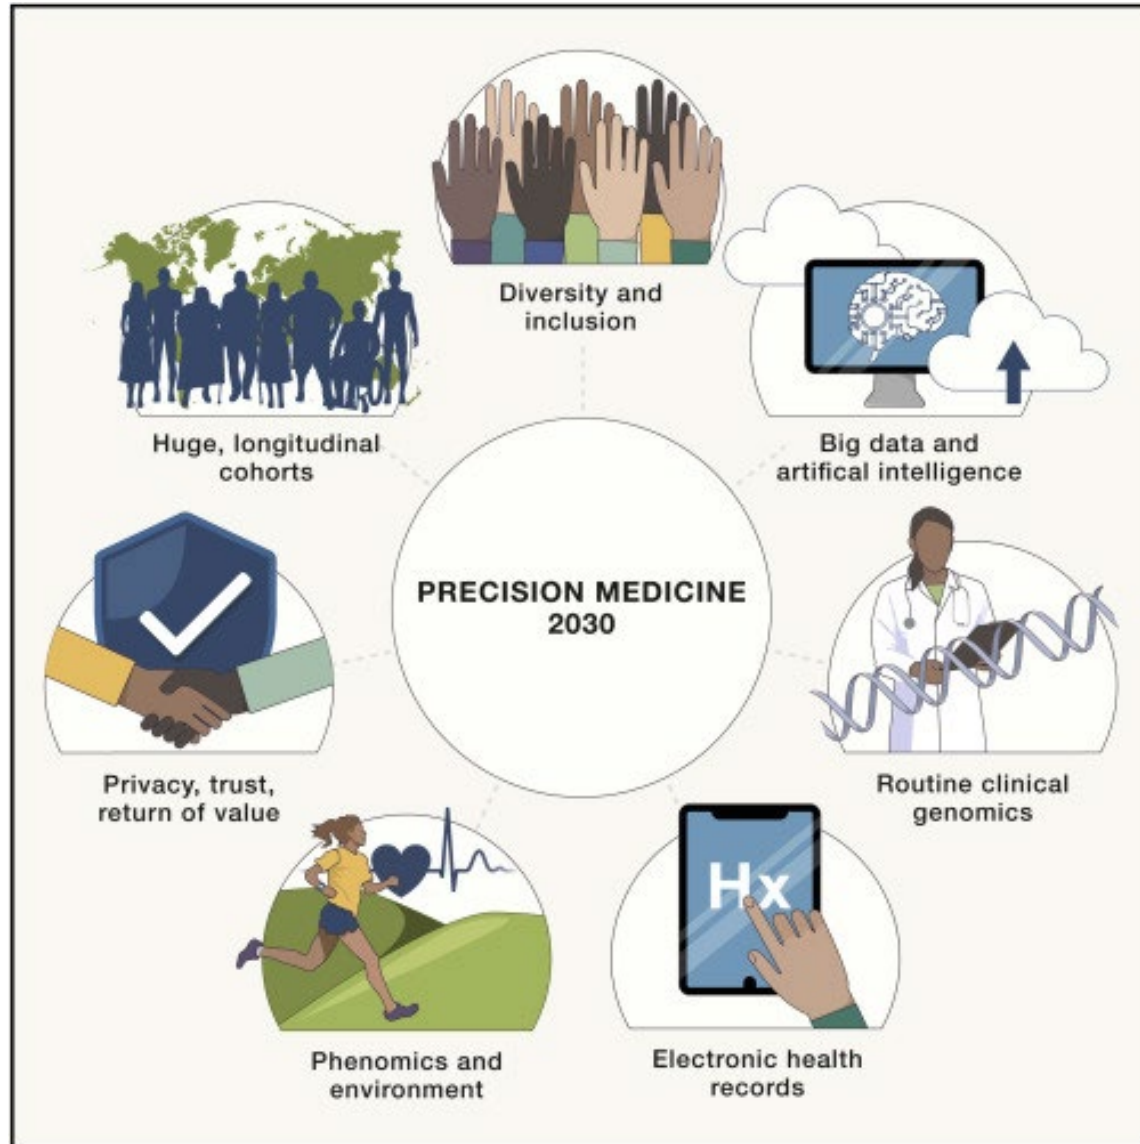 Diversity and
inclusion
Big data and
artifical intelligence
Huge, longitudinal
cohorts
PRECISION MEDICINE
2030
Routine clinical
genomics
Privacy, trust,
return of value
Hx
Electronic health
records
Phenomics and
environment